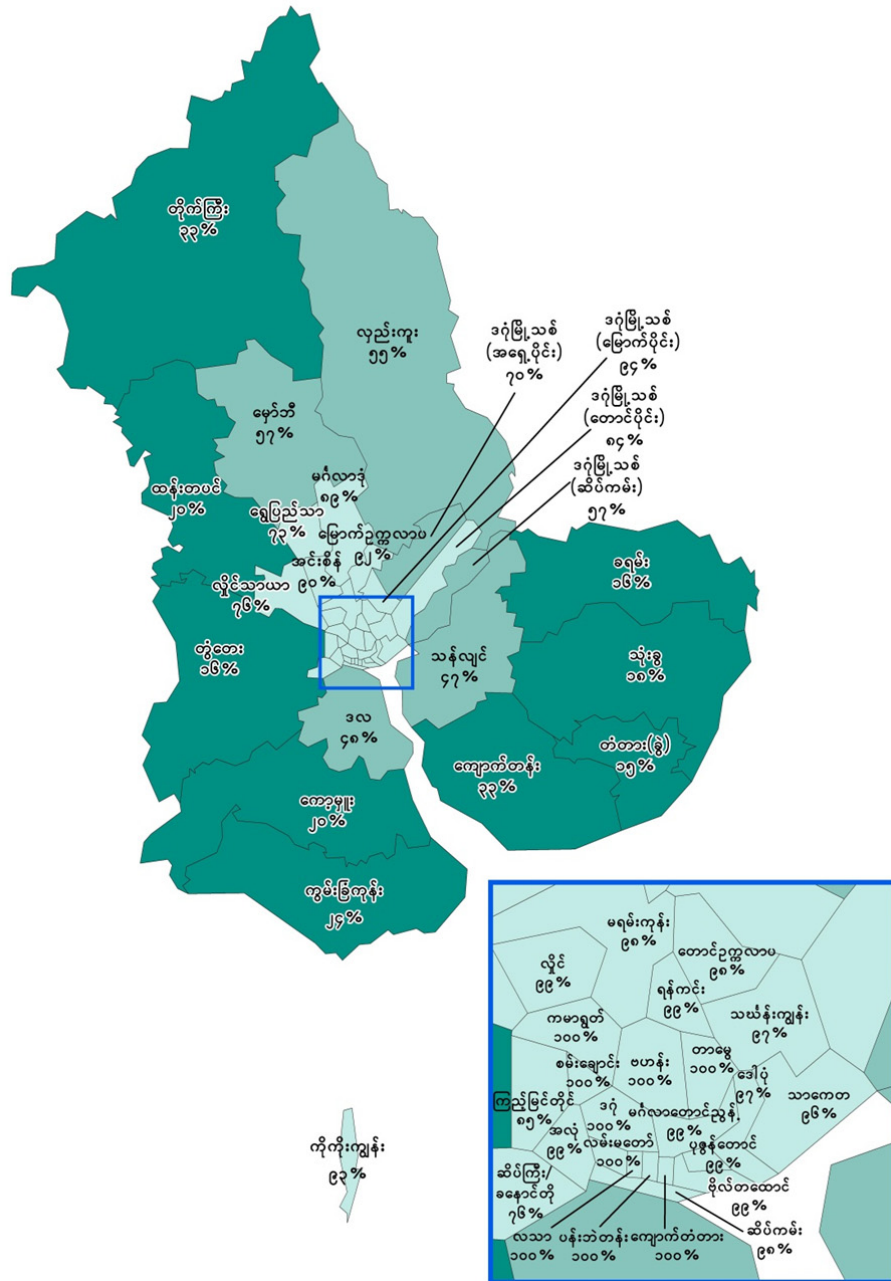 တိုက်ကြီး
၃၃%
လှည်းကူး
၅၅%
ဒဂုံမြို့သစ်
(အရှေ့ပိုင်း)
၇၀%
ဒဂုံမြို့သစ်
(မြောက်ပိုင်း)
၉၄%
ဒဂုံမြို့သစ်
(တောင်ပိုင်း)
၈၄%
ဒဂုံမြို့သစ်
(ဆိပ်ကမ်း)
၅၇%
မှော်ဘီ
၅၇%
မင်္ဂလာဒုံ
၈၉%
ထန်းတပင်
၂၀%
ရွှေပြည်သာ
၇၃%
မြောက်ဥက္ကလာပ
၉၂%
အင်းစိန်
၉၀%
လှိုင်သာယာ
၇၆%
ခရမ်း
၁၆%
တွံတေး
၁၆%
သန်လျင်
၄၇%
သုံးခွ
၁၈%
ဒလ
၄၈%
တံတား(ခွဲ)
၁၅%
ကျောက်တန်း
၃၃%
ကော့မှူး
၂၀%
ကွမ်းခြံကုန်း
၂၄%
ကိုကိုးကျွန်း
၉၃%
မရမ်းကုန်း
၉၈%
တောင်ဥက္ကလာပ
၉၈%
လှိုင်
၉၉%
ရန်ကင်း
၉၉%
သင်္ဃန်းကျွန်း
၉၇%
ကမာရွတ်
၁၀၀%
တာမွေ
၁၀၀%
စမ်းချောင်း
၁၀၀%
ဗဟန်း
၁၀၀%
ဒေါပုံ
၉၇%
သာကေတ
၉၆%
ကြည့်မြင်တိုင်
၈၅%
ဒဂုံ
၁၀၀%
မင်္ဂလာတောင်ညွန့်
၉၉%
အလုံ
၉၉%
လမ်းမတော်
၁၀၀%
ပုဇွန်တောင်
၉၉%
ဆိပ်ကြီး/
ခနောင်တို
၇၆%
ဗိုလ်တထောင်
၉၉%
လသာ
၁၀၀%
ပန်းဘဲတန်း
၁၀၀%
ကျောက်တံတား
၁၀၀%
ဆိပ်ကမ်း
၉၈%